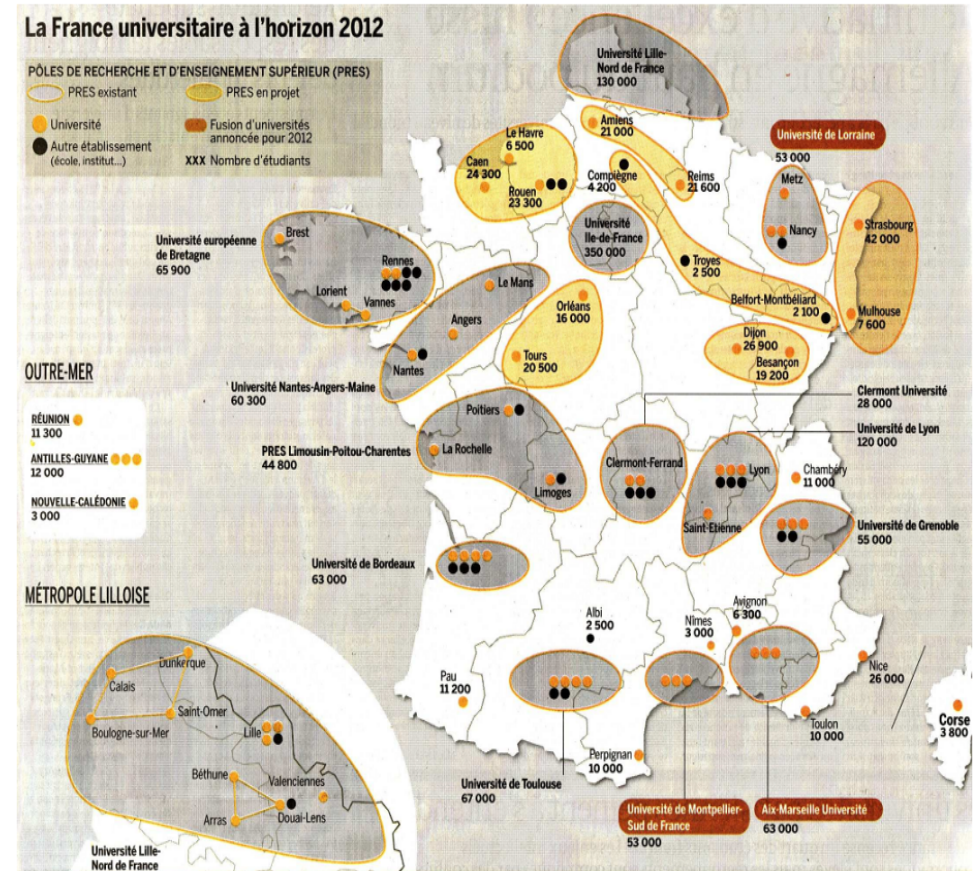 La France universitaire à l'horizon 2012
PÔLES DE RECHERCHE ET D'ENSEIGNEMENT SUPÉRIEUR (PRES)
PRES existant
PRES en projet
Université
Fusion d'universités
annoncée pour 2012
Autre établissement
(école, institut...)
XXX Nombre d'étudiants
Université Lille-
Nord de France
130 000
Amiens
21 000
Université de Lorraine
53 000
Le Havre
6 500
Caen
24 300
Rouen
23 300
Compiègne
4 200
Reims
21 600
Metz
Nancy
Strasbourg
42 000
Université
Ile-de-France
350 000
Université européenne
de Bretagne
65 900
Brest
Rennes
Lorient
Vannes
Troyes
2 500
Le Mans
Angers
Nantes
Orléans
16 000
Tours
20 500
Belfort-Montbéliard
2 100
Mulhouse
7 600
Dijon
26 900
Besançon
19 200
Université Nantes-Angers-Maine
60 300
Clermont Université
28 000
Université de Lyon
120 000
OUTRE-MER
RÉUNION
11 300
ANTILLES-GUYANE
12 000
NOUVELLE-CALÉDONIE
3 000
Poitiers
PRES Limousin-Poitou-Charentes
44 800
La Rochelle
Limoges
Clermont-Ferrand
Lyon
Saint-Etienne
Chambéry
11 000
Université de Grenoble
55 000
Université de Bordeaux
63 000
Albi
2 500
Nîmes
3 000
Avignon
6 300
Pau
11 200
Nice
26 000
Toulon
10 000
Corse
3 800
Perpignan
10 000
Université de Toulouse
67 000
Université de Montpellier-
Sud de France
53 000
Aix-Marseille Université
63 000
MÉTROPOLE LILLOISE
Dunkerque
Calais
Saint-Omer
Boulogne-sur-Mer
Lille
Béthune
Valenciennes
Arras
Douai-Lens
Université Lille-
Nord de France